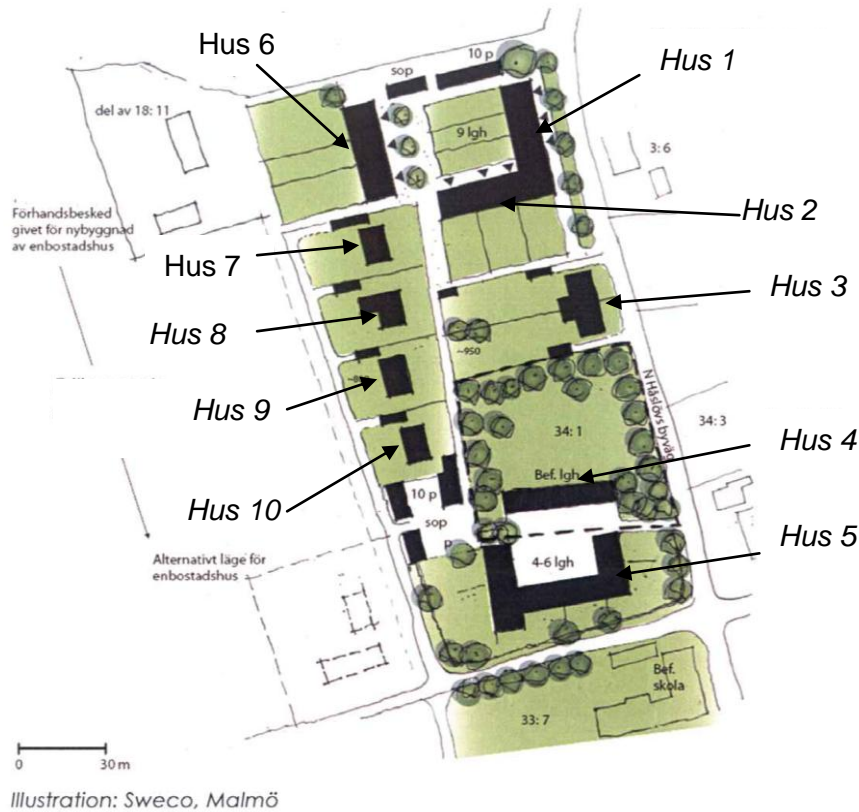 Hus 6
10 p
sop
Hus 1
del av 18: 11
9 lgh
3: 6
Förhandsbesked
givet för nybyggnad
av enbostadshus
Hus 2
Hus 7
Hus 3
Hus 8
~950
N Håslövs byväg
Hus 9
34: 1
34: 3
Bef. lgh
Hus 4
10 p
Hus 10
sop
P
Hus 5
Alternativt läge för
enbostadshus
4-6 lgh
Bef.
skola
33: 7
0 30 m
Illustration: Sweco, Malmö